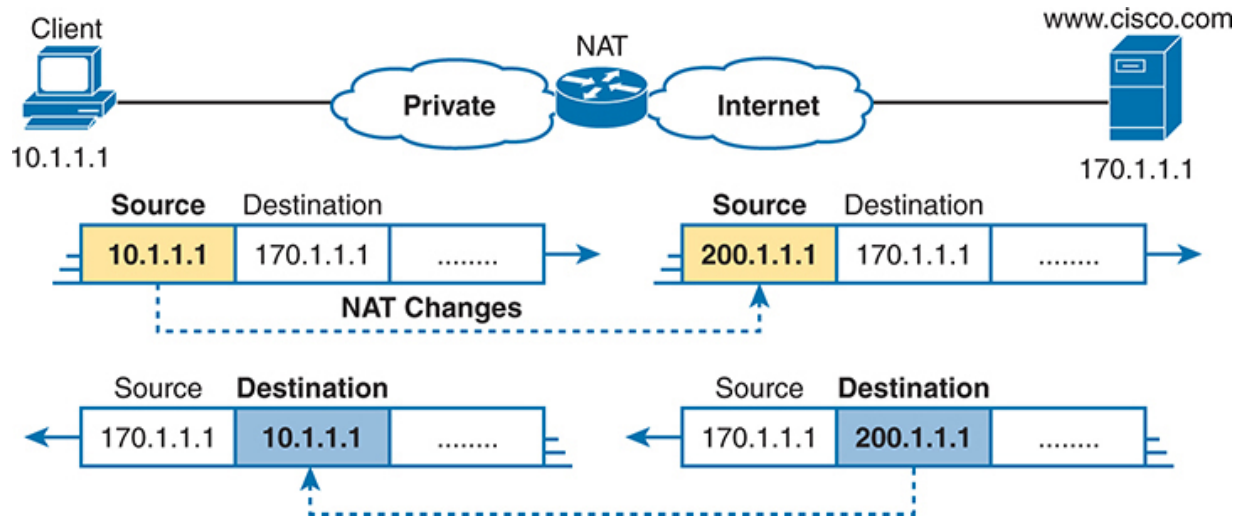 Client
NAT
www.cisco.com
Private
Internet
10.1.1.1
170.1.1.1
Source Destination
10.1.1.1 170.1.1.1 ........
Source Destination
200.1.1.1 170.1.1.1 ........
NAT Changes
Source Destination
170.1.1.1 10.1.1.1 ........
Source Destination
170.1.1.1 200.1.1.1 ........